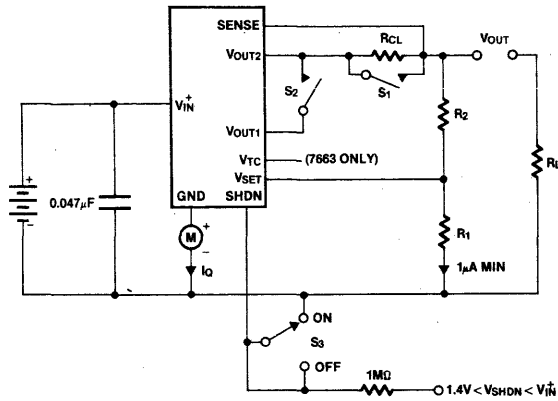 SENSE
VOUT2
RCL
VOUT
S2
S1
VIN+
R2
VOUT1
VTC (7663 ONLY)
RL
VSET
+
0.047μF
GND SHDN
+
M
R1
-
-
IQ
1μA MIN
ON
S3
OFF
1MΩ
1.4V < VSHDN < VIN+